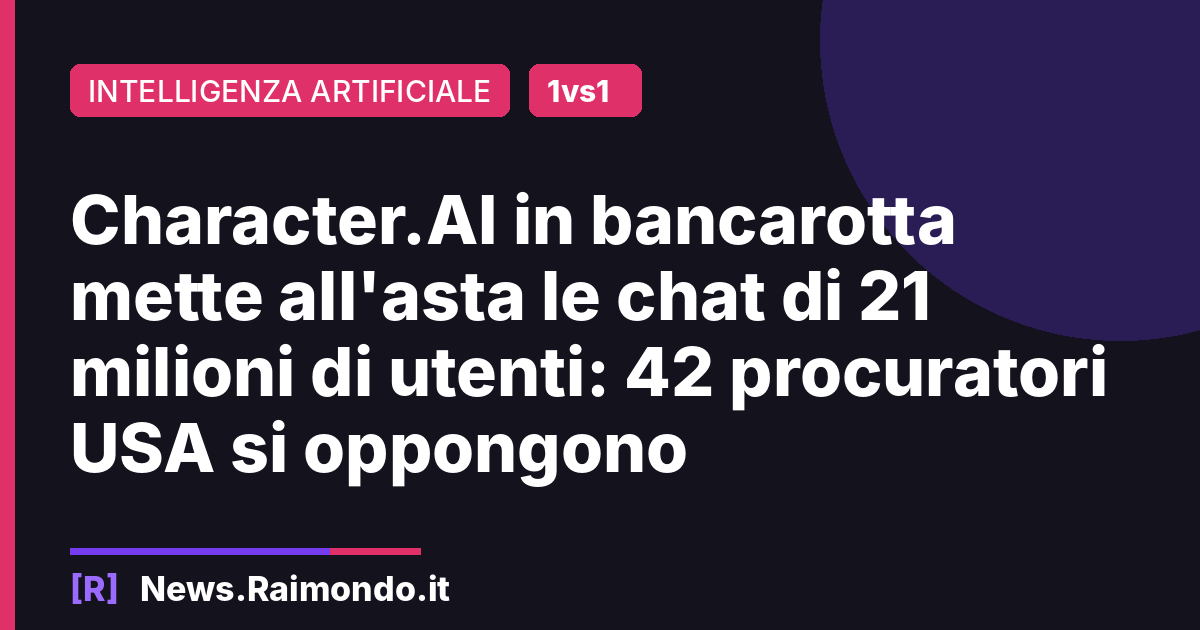 INTELLIGENZA ARTIFICIALE 1vs1
Character.AI in bancarotta
mette all'asta le chat di 21
milioni di utenti: 42 procuratori
USA si oppongono
[R] News.Raimondo.it